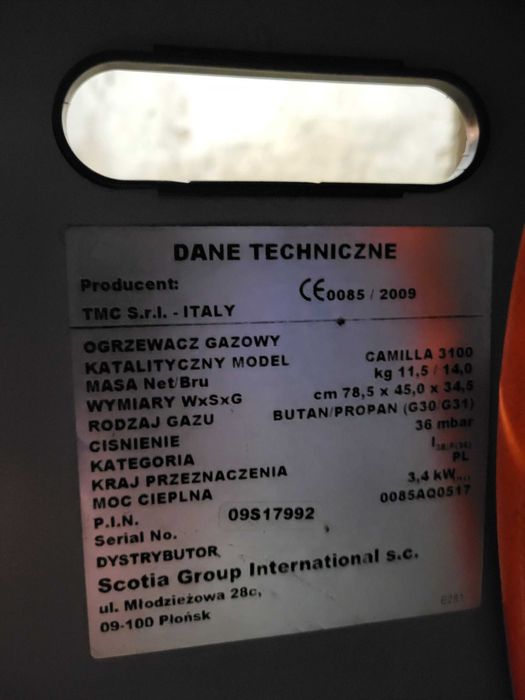 DANE TECHNICZNE
Producent:
CE0085 / 2009
TMC S.r.l. - ITALY
OGRZEWACZ GAZOWY
KATALITYCZNY MODEL CAMILLA 3100
MASA Net/Bru kg 11,5 / 14,0
WYMIARY WxSxG cm 78,5 x 45,0 x 34,5
RODZAJ GAZU BUTAN/PROPAN (G30/G31)
CIŚNIENIE 36 mbar
KATEGORIA
KRAJ PRZEZNACZENIA PL
MOC CIEPLNA 3,4 kW
P.I.N. 0085AQ0517
Serial No. 09S17992
DYSTRYBUTOR
Scotia Group International s.c.
ul. Młodzieżowa 28c,
09-100 Płońsk
E281